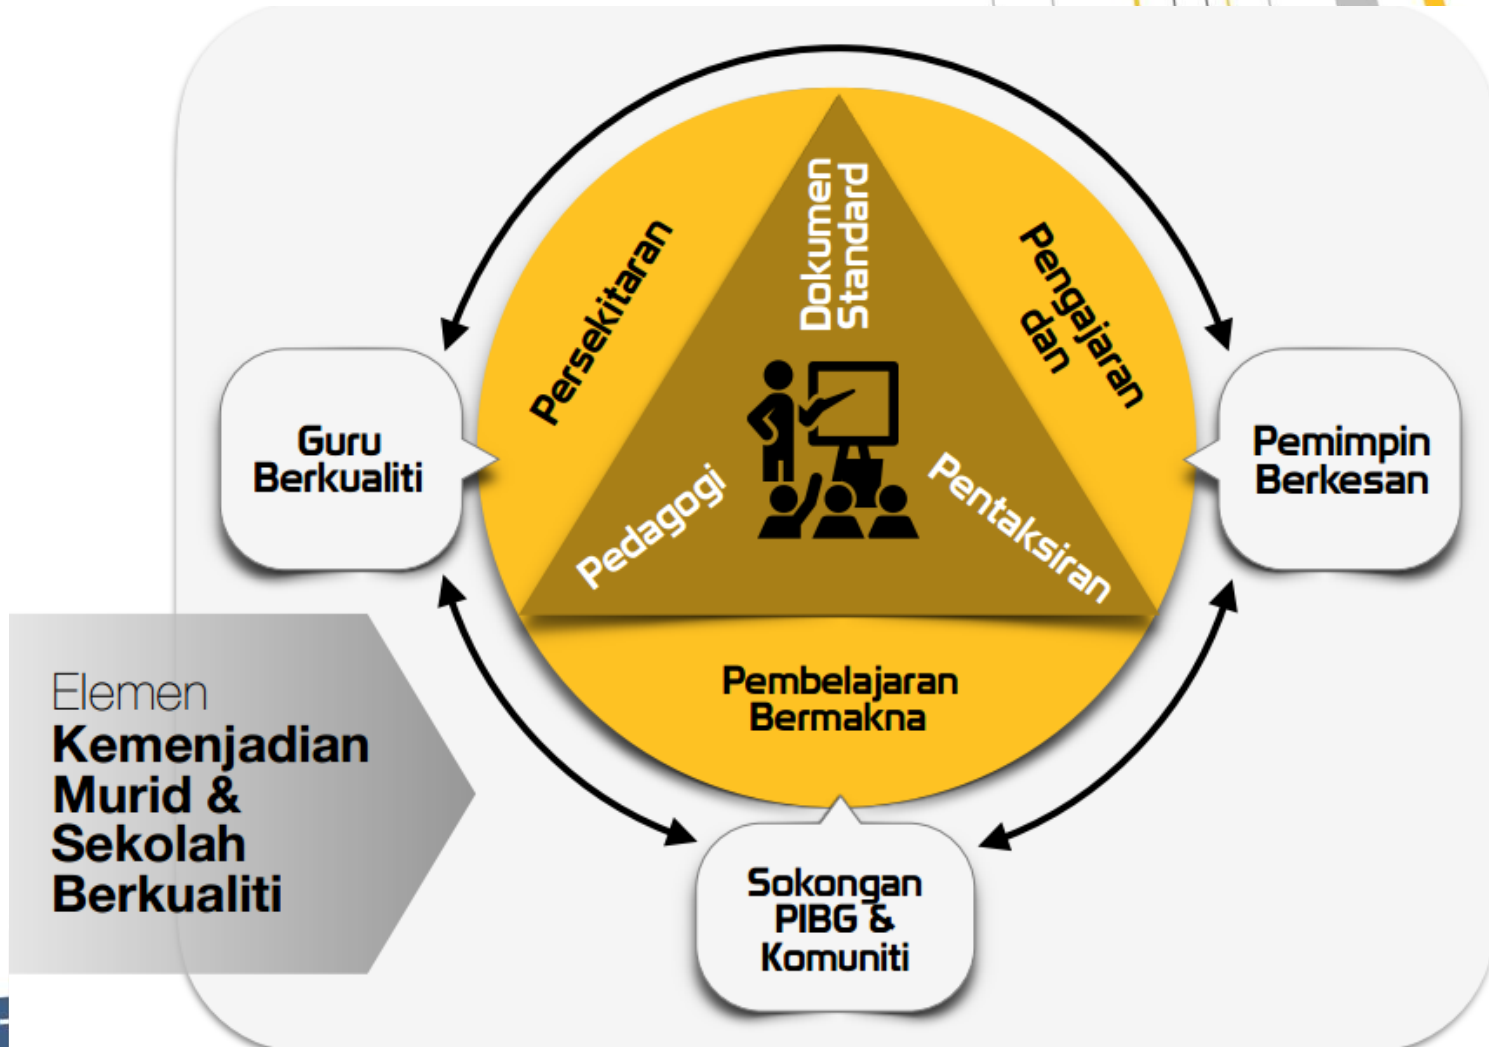 Dokumen
Standard
Persekitaran
Pengajaran
dan
Guru
Berkualiti
Pemimpin
Berkesan
Pedagogi
Pentaksiran
Pembelajaran
Bermakna
Elemen
Kemenjadian
Murid &
Sekolah
Berkualiti
Sokongan
PIBG &
Komuniti